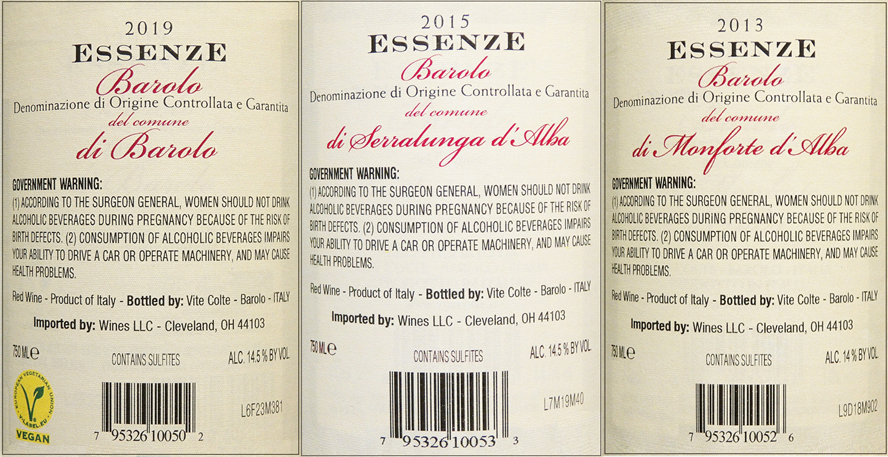 2019
ESSENZE
Barolo
Denominazione di Origine Controllata e Garantita
del comune
di Barolo
GOVERNMENT WARNING:
(1) ACCORDING TO THE SURGEON GENERAL, WOMEN SHOULD NOT DRINK
ALCOHOLIC BEVERAGES DURING PREGNANCY BECAUSE OF THE RISK OF
BIRTH DEFECTS. (2) CONSUMPTION OF ALCOHOLIC BEVERAGES IMPAIRS
YOUR ABILITY TO DRIVE A CAR OR OPERATE MACHINERY, AND MAY CAUSE
HEALTH PROBLEMS.
Red Wine - Product of Italy - Bottled by: Vite Colte - Barolo - ITALY
Imported by: Wines LLC - Cleveland, OH 44103
750 ML e CONTAINS SULFITES ALC. 14.5 % BY VOL
EUROPEAN VEGETARIAN UNION
V-LABEL.EU
VEGAN
L6F23M381
7 95326 10050 2
2015
ESSENZE
Barolo
Denominazione di Origine Controllata e Garantita
del comune
di Serralunga d'Alba
GOVERNMENT WARNING:
(1) ACCORDING TO THE SURGEON GENERAL, WOMEN SHOULD NOT DRINK
ALCOHOLIC BEVERAGES DURING PREGNANCY BECAUSE OF THE RISK OF
BIRTH DEFECTS. (2) CONSUMPTION OF ALCOHOLIC BEVERAGES IMPAIRS
YOUR ABILITY TO DRIVE A CAR OR OPERATE MACHINERY, AND MAY CAUSE
HEALTH PROBLEMS.
Red Wine - Product of Italy - Bottled by: Vite Colte - Barolo - ITALY
Imported by: Wines LLC - Cleveland, OH 44103
750 ML e CONTAINS SULFITES ALC. 14.5 % BY VOL
L7M19M40
7 95326 10053 3
2013
ESSENZE
Barolo
Denominazione di Origine Controllata e Garantita
del comune
di Monforte d'Alba
GOVERNMENT WARNING:
(1) ACCORDING TO THE SURGEON GENERAL, WOMEN SHOULD NOT DRINK
ALCOHOLIC BEVERAGES DURING PREGNANCY BECAUSE OF THE RISK OF
BIRTH DEFECTS. (2) CONSUMPTION OF ALCOHOLIC BEVERAGES IMPAIRS
YOUR ABILITY TO DRIVE A CAR OR OPERATE MACHINERY, AND MAY CAUSE
HEALTH PROBLEMS.
Red Wine - Product of Italy - Bottled by: Vite Colte - Barolo - ITALY
Imported by: Wines LLC - Cleveland, OH 44103
750 ML e CONTAINS SULFITES ALC. 14 % BY VOL
L9D18M902
7 95326 10052 6